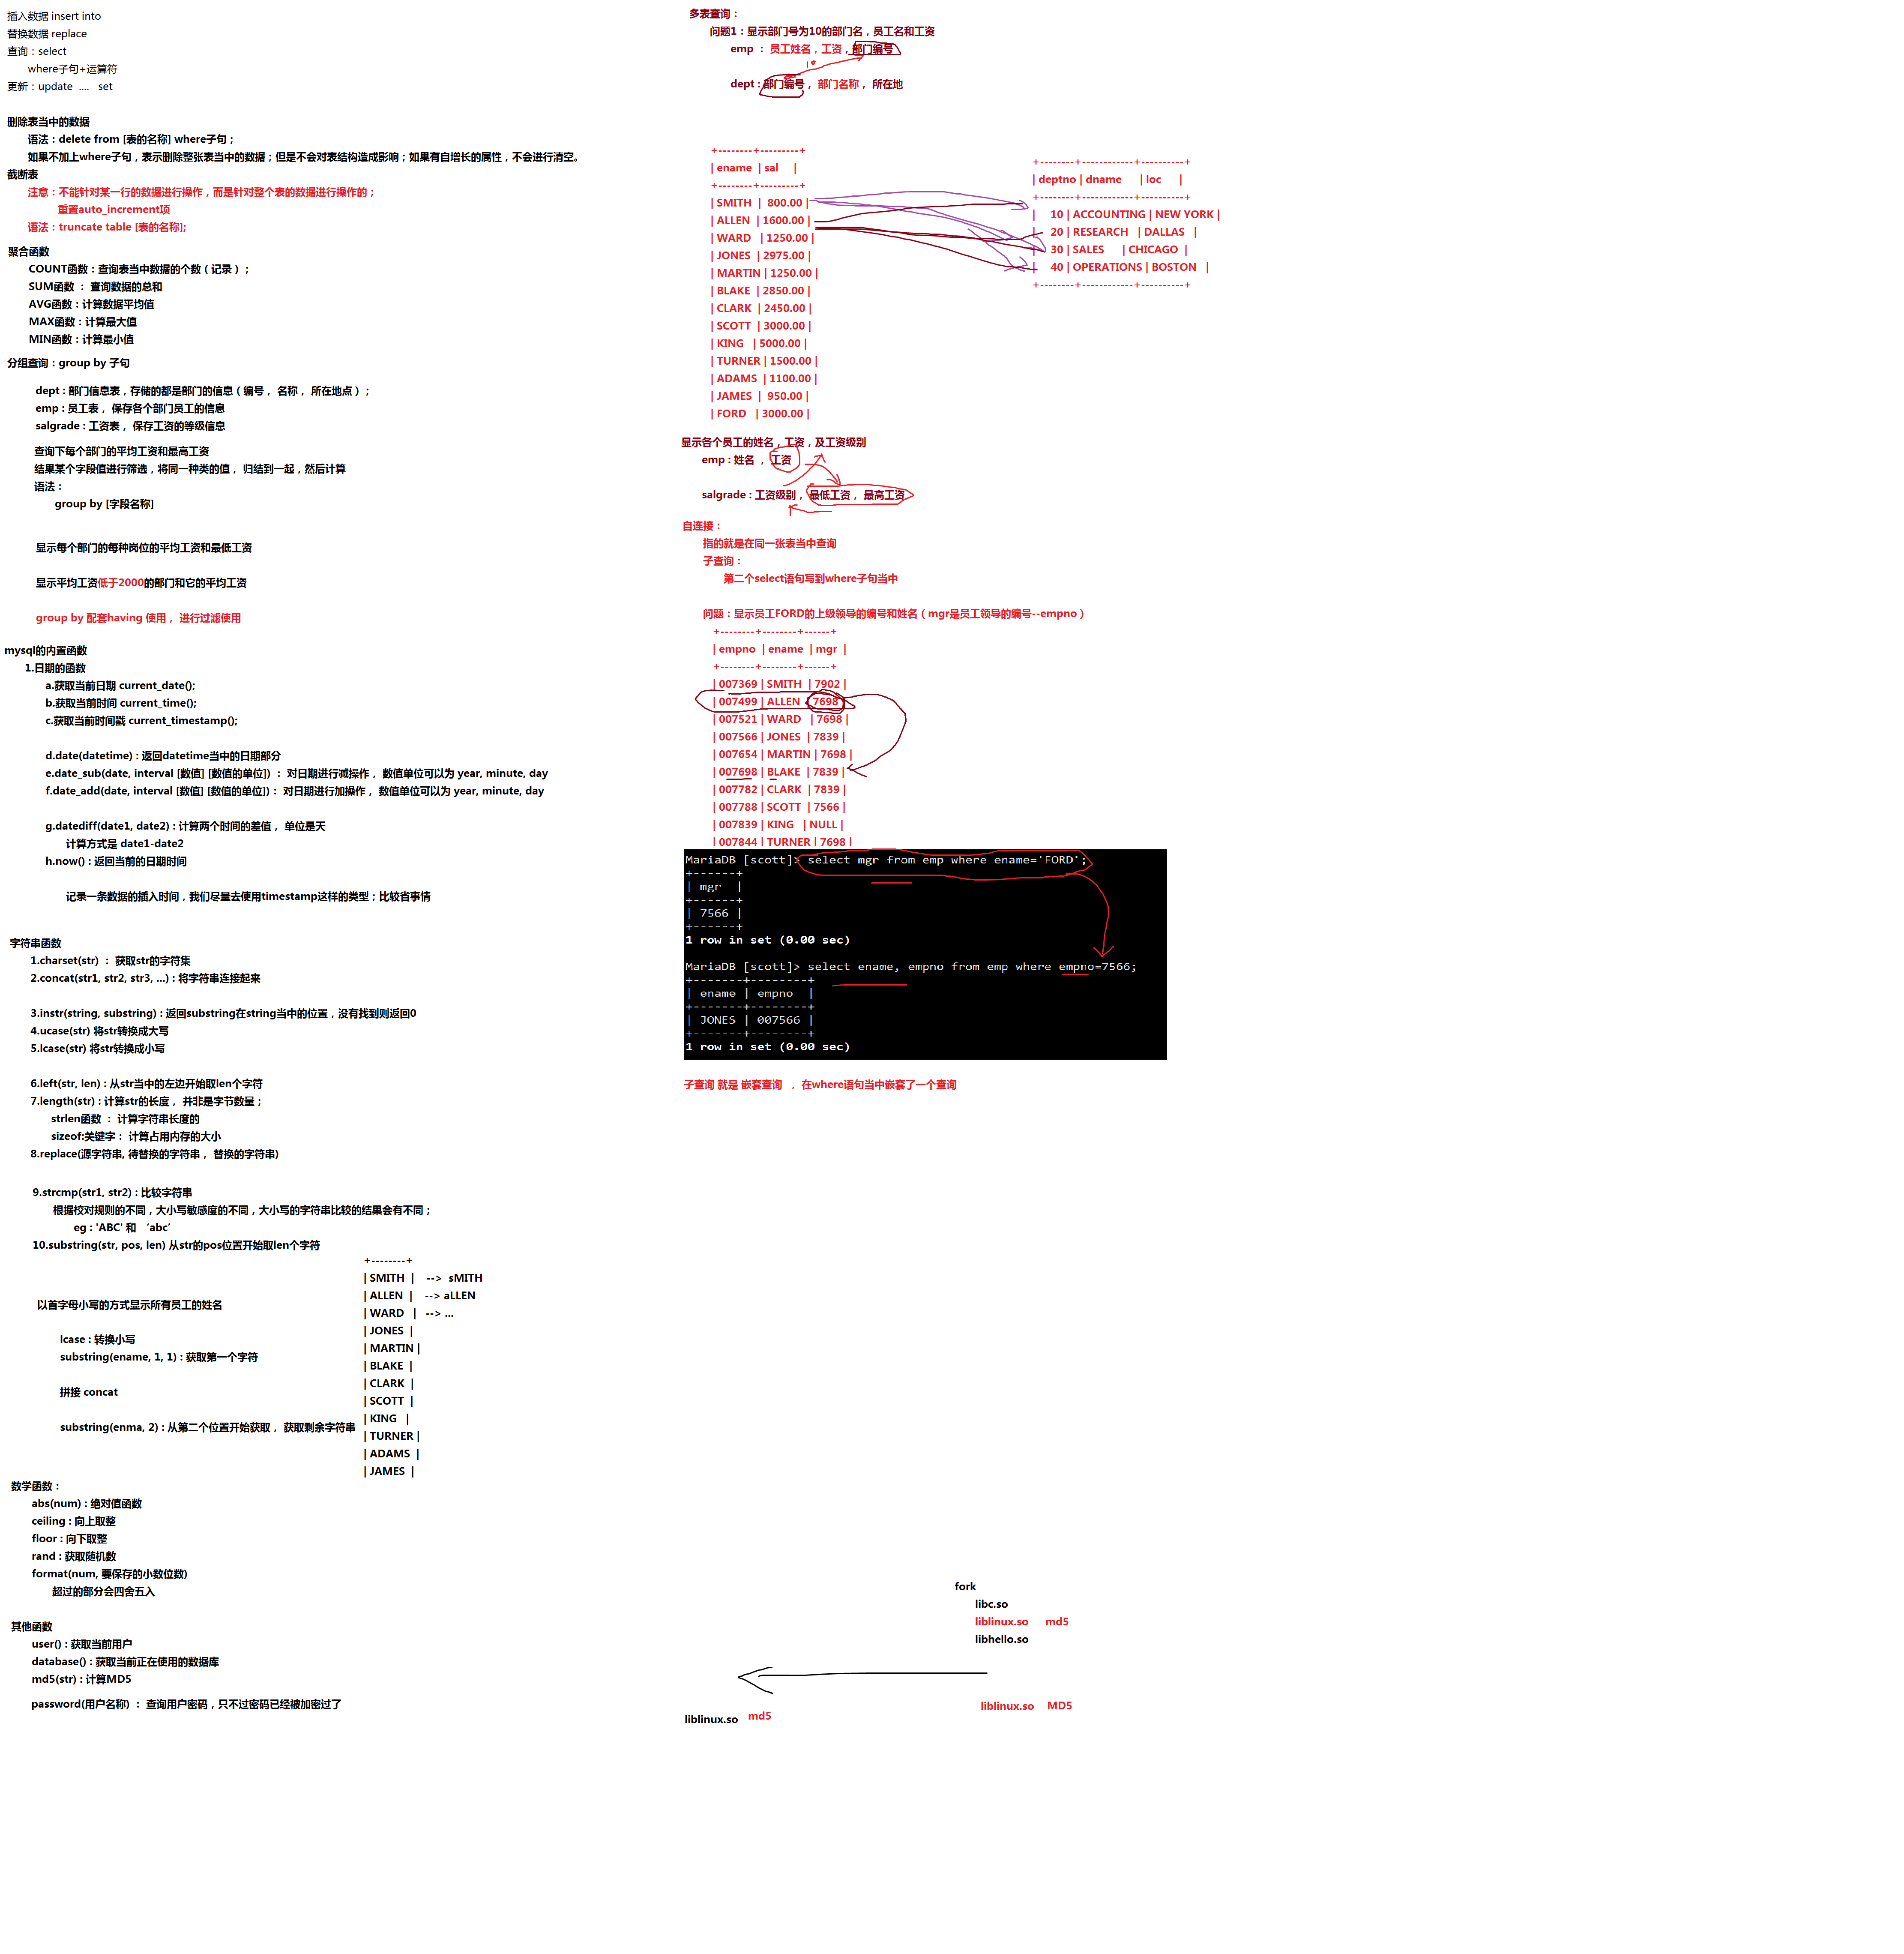 插入数据 insert into
替换数据 replace
查询：select
where子句+运算符
更新：update .... set
删除表当中的数据
语法：delete from [表的名称] where子句；
如果不加上where子句，表示删除整张表当中的数据；但是不会对表结构造成影响；如果有自增长的属性，不会进行清空。
截断表
注意：不能针对某一行的数据进行操作，而是针对整个表的数据进行操作的；
重置auto_increment项
语法：truncate table [表的名称];
聚合函数
COUNT函数：查询表当中数据的个数（记录）；
SUM函数 ： 查询数据的总和
AVG函数：计算数据平均值
MAX函数：计算最大值
MIN函数：计算最小值
分组查询：group by 子句
dept : 部门信息表，存储的都是部门的信息（编号， 名称， 所在地点）；
emp : 员工表， 保存各个部门员工的信息
salgrade : 工资表， 保存工资的等级信息
查询下每个部门的平均工资和最高工资
结果某个字段值进行筛选，将同一种类的值， 归结到一起，然后计算
语法：
group by [字段名称]
显示每个部门的每种岗位的平均工资和最低工资
显示平均工资低于2000的部门和它的平均工资
group by 配套having 使用， 进行过滤使用
mysql的内置函数
1.日期的函数
a.获取当前日期 current_date();
b.获取当前时间 current_time();
c.获取当前时间戳 current_timestamp();
d.date(datetime) : 返回datetime当中的日期部分
e.date_sub(date, interval [数值] [数值的单位]) ： 对日期进行减操作， 数值单位可以为 year, minute, day
f.date_add(date, interval [数值] [数值的单位])： 对日期进行加操作， 数值单位可以为 year, minute, day
g.datediff(date1, date2) : 计算两个时间的差值， 单位是天
计算方式是 date1-date2
h.now() : 返回当前的日期时间
记录一条数据的插入时间，我们尽量去使用timestamp这样的类型；比较省事情
字符串函数
1.charset(str) ： 获取str的字符集
2.concat(str1, str2, str3, ...) : 将字符串连接起来
3.instr(string, substring) : 返回substring在string当中的位置，没有找到则返回0
4.ucase(str) 将str转换成大写
5.lcase(str) 将str转换成小写
6.left(str, len) : 从str当中的左边开始取len个字符
7.length(str) : 计算str的长度， 并非是字节数量；
strlen函数 ： 计算字符串长度的
sizeof:关键字： 计算占用内存的大小
8.replace(源字符串, 待替换的字符串， 替换的字符串)
9.strcmp(str1, str2) : 比较字符串
根据校对规则的不同，大小写敏感度的不同，大小写的字符串比较的结果会有不同；
eg : 'ABC' 和 ‘abc’
10.substring(str, pos, len) 从str的pos位置开始取len个字符
+--------+
| SMITH | --> sMITH
| ALLEN | --> aLLEN
| WARD | --> ...
| JONES |
| MARTIN |
| BLAKE |
| CLARK |
| SCOTT |
| KING |
| TURNER |
| ADAMS |
| JAMES |
以首字母小写的方式显示所有员工的姓名
lcase : 转换小写
substring(ename, 1, 1) : 获取第一个字符
拼接 concat
substring(enma, 2) : 从第二个位置开始获取， 获取剩余字符串
数学函数：
abs(num) : 绝对值函数
ceiling : 向上取整
floor : 向下取整
rand : 获取随机数
format(num, 要保存的小数位数)
超过的部分会四舍五入
其他函数
user() : 获取当前用户
database() : 获取当前正在使用的数据库
md5(str) : 计算MD5
password(用户名称) ： 查询用户密码，只不过密码已经被加密过了
多表查询：
问题1：显示部门号为10的部门名，员工名和工资
emp ： 员工姓名，工资，部门编号
10
dept : 部门编号， 部门名称， 所在地
+--------+---------+
| ename | sal |
+--------+---------+
| SMITH | 800.00 |
| ALLEN | 1600.00 |
| WARD | 1250.00 |
| JONES | 2975.00 |
| MARTIN | 1250.00 |
| BLAKE | 2850.00 |
| CLARK | 2450.00 |
| SCOTT | 3000.00 |
| KING | 5000.00 |
| TURNER | 1500.00 |
| ADAMS | 1100.00 |
| JAMES | 950.00 |
| FORD | 3000.00 |
+--------+------------+----------+
| deptno | dname | loc |
+--------+------------+----------+
| 10 | ACCOUNTING | NEW YORK |
| 20 | RESEARCH | DALLAS |
| 30 | SALES | CHICAGO |
| 40 | OPERATIONS | BOSTON |
+--------+------------+----------+
显示各个员工的姓名，工资，及工资级别
emp : 姓名 ， 工资
salgrade : 工资级别， 最低工资， 最高工资
自连接：
指的就是在同一张表当中查询
子查询：
第二个select语句写到where子句当中
问题：显示员工FORD的上级领导的编号和姓名（mgr是员工领导的编号--empno）
+--------+--------+------+
| empno | ename | mgr |
+--------+--------+------+
| 007369 | SMITH | 7902 |
| 007499 | ALLEN | 7698 |
| 007521 | WARD | 7698 |
| 007566 | JONES | 7839 |
| 007654 | MARTIN | 7698 |
| 007698 | BLAKE | 7839 |
| 007782 | CLARK | 7839 |
| 007788 | SCOTT | 7566 |
| 007839 | KING | NULL |
| 007844 | TURNER | 7698 |
MariaDB [scott]> select mgr from emp where ename='FORD';
+------+
| mgr |
+------+
| 7566 |
+------+
1 row in set (0.00 sec)
MariaDB [scott]> select ename, empno from emp where empno=7566;
+-------+--------+
| ename | empno |
+-------+--------+
| JONES | 007566 |
+-------+--------+
1 row in set (0.00 sec)
子查询 就是 嵌套查询 ， 在where语句当中嵌套了一个查询
fork
libc.so
liblinux.so md5
libhello.so
liblinux.so MD5
liblinux.so md5